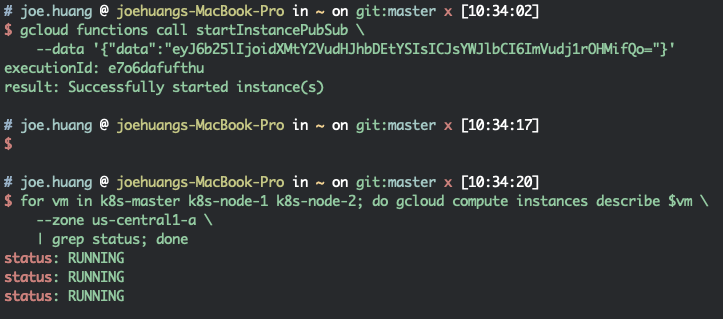 # joe.huang @ joehuangs-MacBook-Pro in ~ on git:master x [10:34:02]
$ gcloud functions call startInstancePubSub \
--data '{"data":"eyJ6b25lIjoidXMtY2VudHJhbDEtYSIsICJsYWJlbCI6ImVudj1rOHMifQo="}'
executionId: e7o6dafufthu
result: Successfully started instance(s)
# joe.huang @ joehuangs-MacBook-Pro in ~ on git:master x [10:34:17]
$
# joe.huang @ joehuangs-MacBook-Pro in ~ on git:master x [10:34:20]
$ for vm in k8s-master k8s-node-1 k8s-node-2; do gcloud compute instances describe $vm \
--zone us-central1-a \
| grep status; done
status: RUNNING
status: RUNNING
status: RUNNING